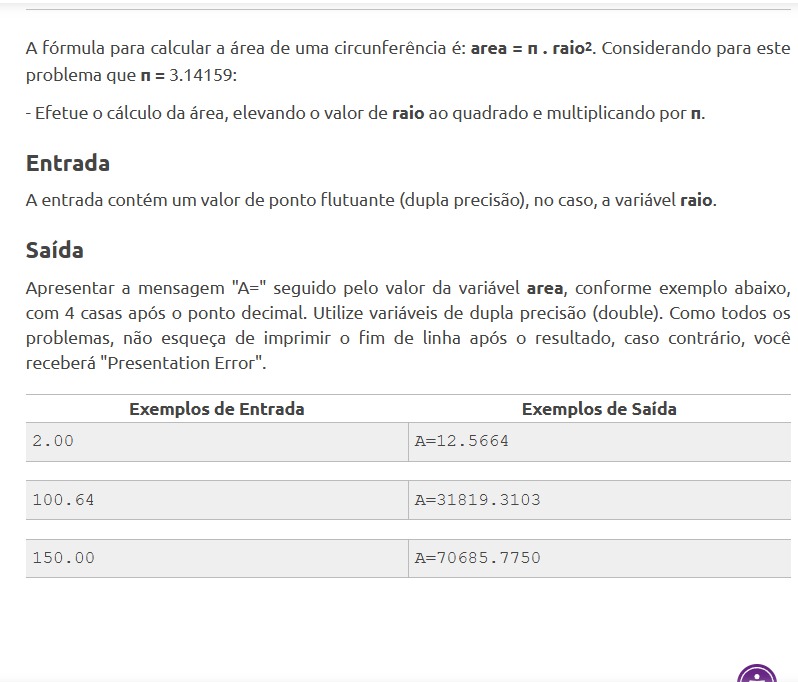 A fórmula para calcular a área de uma circunferência é: area = π . raio². Considerando para este
problema que π = 3.14159:
- Efetue o cálculo da área, elevando o valor de raio ao quadrado e multiplicando por π.
Entrada
A entrada contém um valor de ponto flutuante (dupla precisão), no caso, a variável raio.
Saída
Apresentar a mensagem "A=" seguido pelo valor da variável area, conforme exemplo abaixo,
com 4 casas após o ponto decimal. Utilize variáveis de dupla precisão (double). Como todos os
problemas, não esqueça de imprimir o fim de linha após o resultado, caso contrário, você
receberá "Presentation Error".
Exemplos de Entrada Exemplos de Saída
2.00 A=12.5664
100.64 A=31819.3103
150.00 A=70685.7750